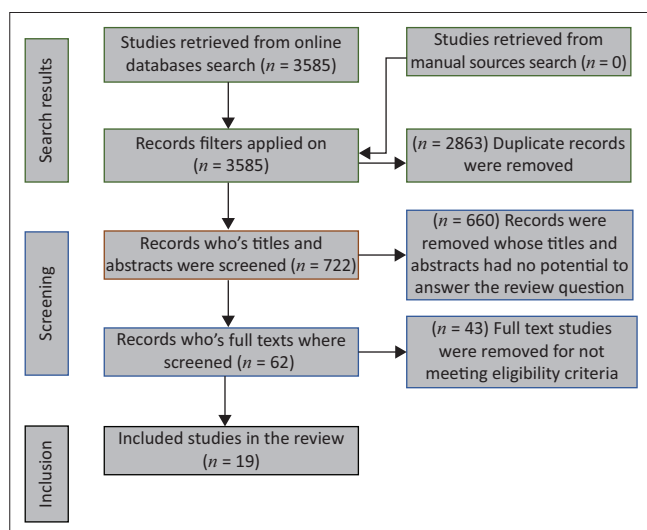 Search results
Studies retrieved from online
databases search (n = 3585)
Studies retrieved from
manual sources search (n = 0)
Records filters applied on
(n = 3585)
(n = 2863) Duplicate records
were removed
Screening
Records who's titles and
abstracts were screened (n = 722)
(n = 660) Records were
removed whose titles and
abstracts had no potential to
answer the review question
Records who's full texts where
screened (n = 62)
(n = 43) Full text studies
were removed for not
meeting eligibility criteria
Inclusion
Included studies in the review
(n = 19)